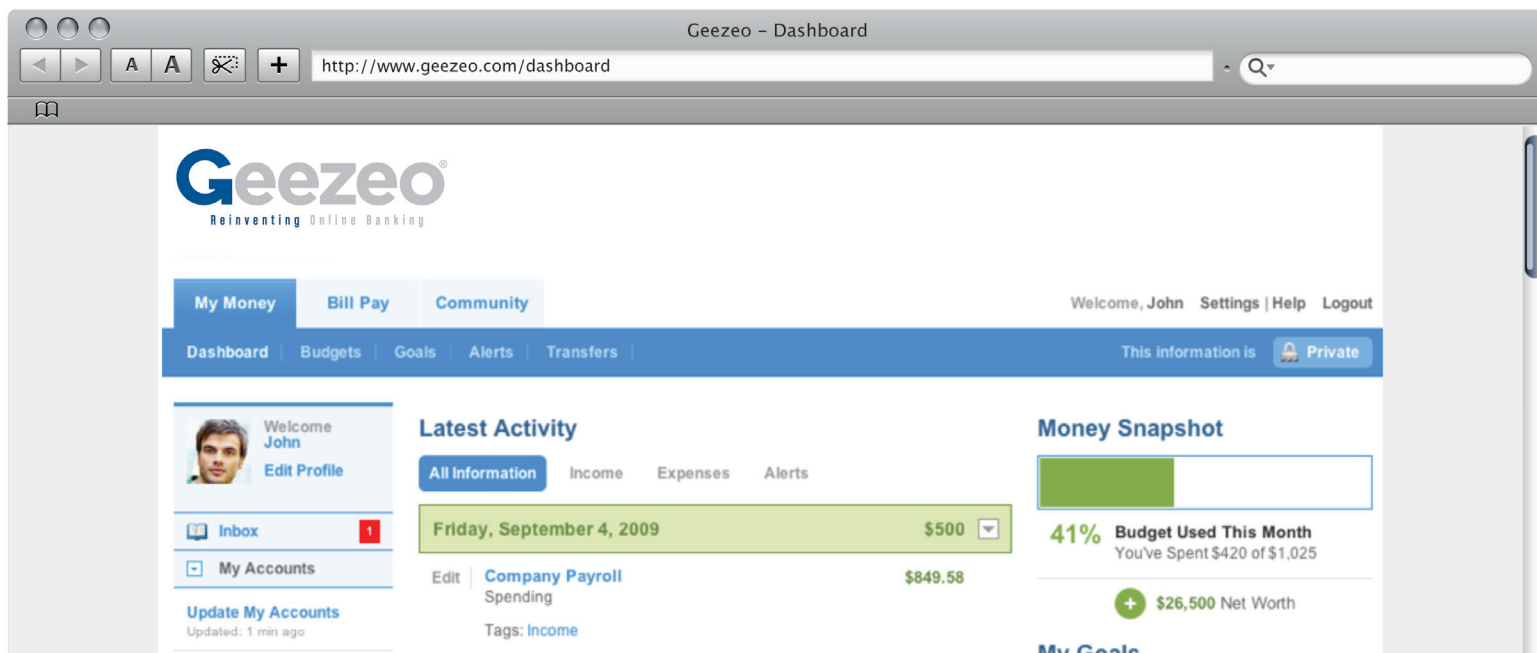 Geezeo – Dashboard
A A + http://www.geezeo.com/dashboard Q
Geezeo®
Reinventing Online Banking
My Money Bill Pay Community Welcome, John Settings | Help Logout
Dashboard Budgets Goals Alerts Transfers This information is Private
Welcome
John
Edit Profile
Inbox 1
My Accounts
Update My Accounts
Updated: 1 min ago
Latest Activity
All Information Income Expenses Alerts
Friday, September 4, 2009 $500
Edit Company Payroll $849.58
Spending
Tags: Income
Money Snapshot
41% Budget Used This Month
You've Spent $420 of $1,025
+ $26,500 Net Worth
My Goals